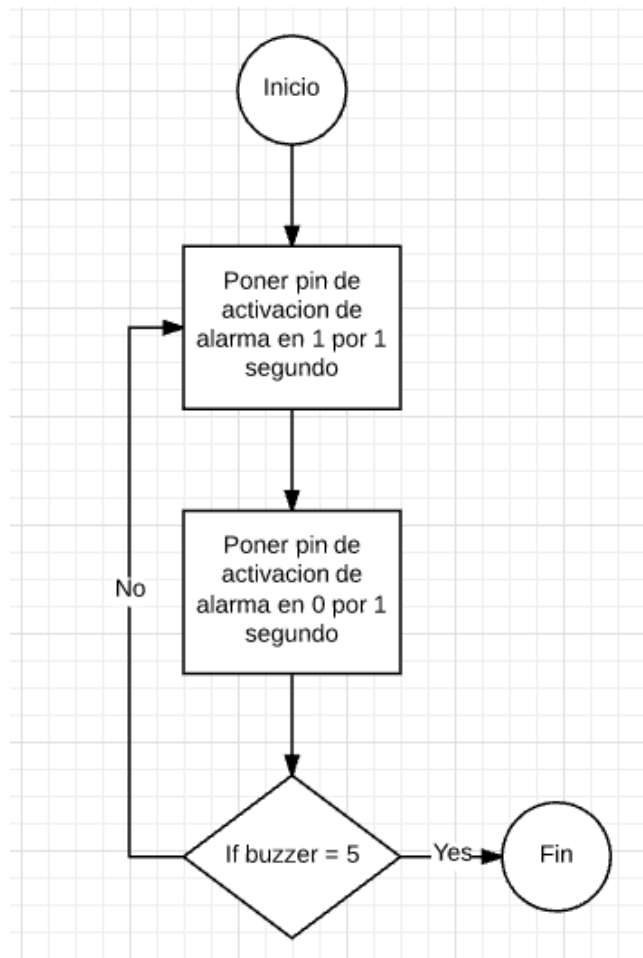 Inicio
Poner pin de
activacion de
alarma en 1 por 1
segundo
Poner pin de
activacion de
alarma en 0 por 1
segundo
No
If buzzer = 5
Yes
Fin